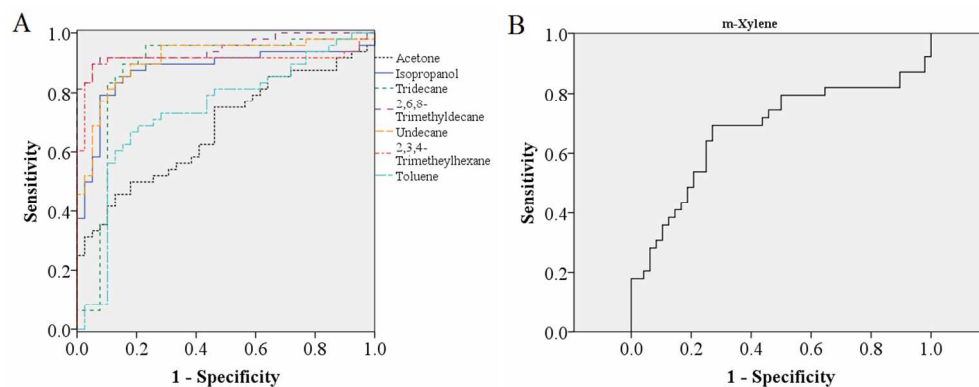 A
1.0
0.8
0.6
0.4
0.2
0.0
Sensitivity
0.0
0.2
0.4
0.6
0.8
1.0
1 - Specificity
Acetone
Isopropanol
Tridecane
2,6,8-
Trimethyldecane
Undecane
2,3,4-
Trimetheylhexane
Toluene
B
m-Xylene
1.0
0.8
0.6
0.4
0.2
0.0
Sensitivity
0.0
0.2
0.4
0.6
0.8
1.0
1 - Specificity